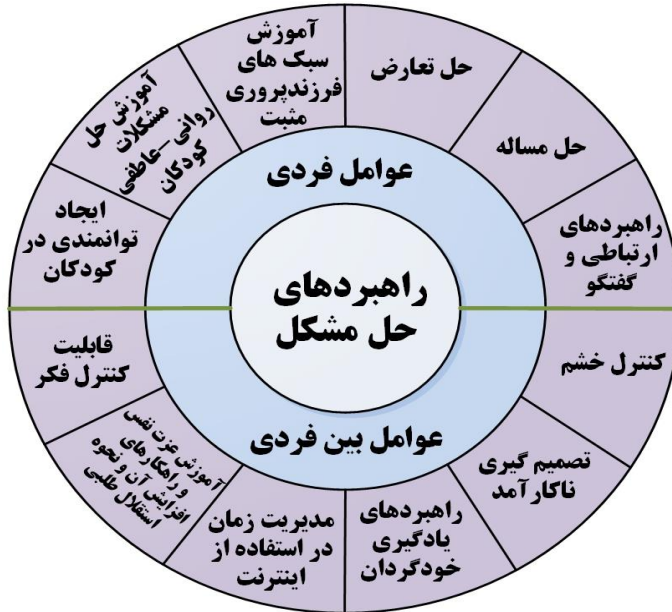 راهبردهای
حل مشکل
عوامل فردی
عوامل بین فردی
حل تعارض
حل مساله
راهبردهای
ارتباطی و
گفتگو
کنترل خشم
تصمیم گیری
ناکارآمد
راهبردهای
یادگیری
خودگردان
مدیریت زمان
در استفاده از
اینترنت
آموزش عزت نفس
و راهکارهای
افزایش آن و نحوه
استقلال طلبی
قابلیت
کنترل فکر
ایجاد
توانمندی در
کودکان
آموزش حل
مشکلات
روانی -عاطفی
کودکان
آموزش
سبک های
فرزندپروری
مثبت